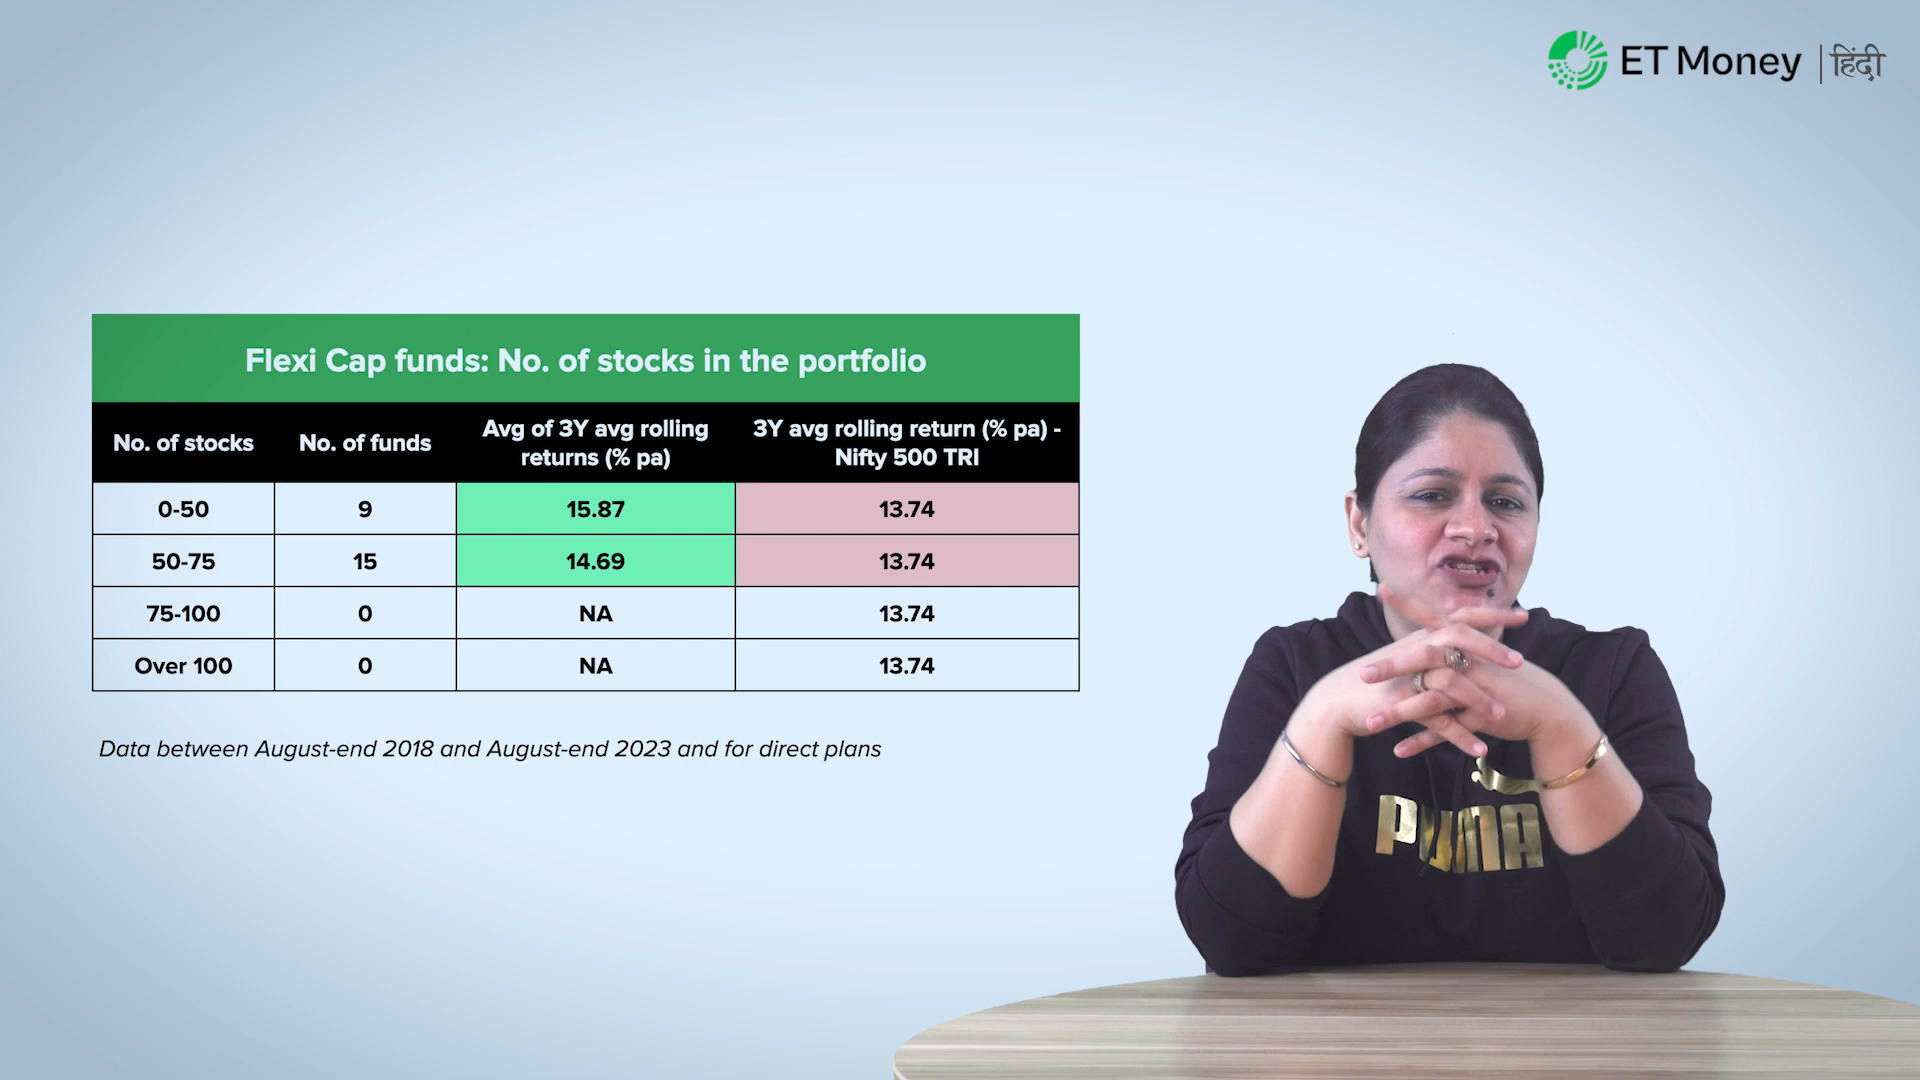 ET Money | हिंदी
Flexi Cap funds: No. of stocks in the portfolio
No. of stocks No. of funds Avg of 3Y avg rolling returns (% pa) 3Y avg rolling return (% pa) - Nifty 500 TRI
0-50 9 15.87 13.74
50-75 15 14.69 13.74
75-100 0 NA 13.74
Over 100 0 NA 13.74
Data between August-end 2018 and August-end 2023 and for direct plans
PUMA